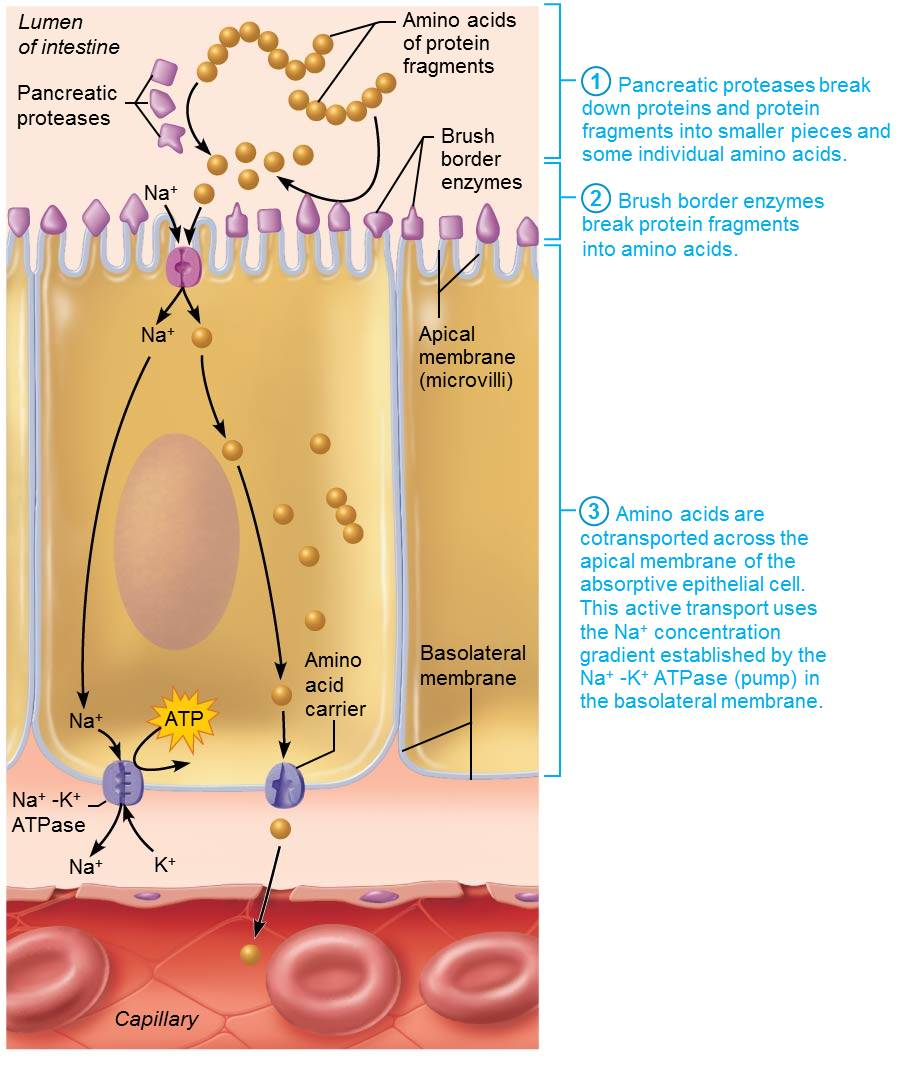 Lumen
of intestine
Amino acids
of protein
fragments
Pancreatic
proteases
Brush
border
enzymes
Na⁺
Na⁺
Apical
membrane
(microvilli)
Amino
acid
carrier
Basolateral
membrane
Na⁺
ATP
Na⁺ -K⁺
ATPase
Na⁺
K⁺
Capillary
1 Pancreatic proteases break
down proteins and protein
fragments into smaller pieces and
some individual amino acids.
2 Brush border enzymes
break protein fragments
into amino acids.
3 Amino acids are
cotransported across the
apical membrane of the
absorptive epithelial cell.
This active transport uses
the Na⁺ concentration
gradient established by the
Na⁺ -K⁺ ATPase (pump) in
the basolateral membrane.